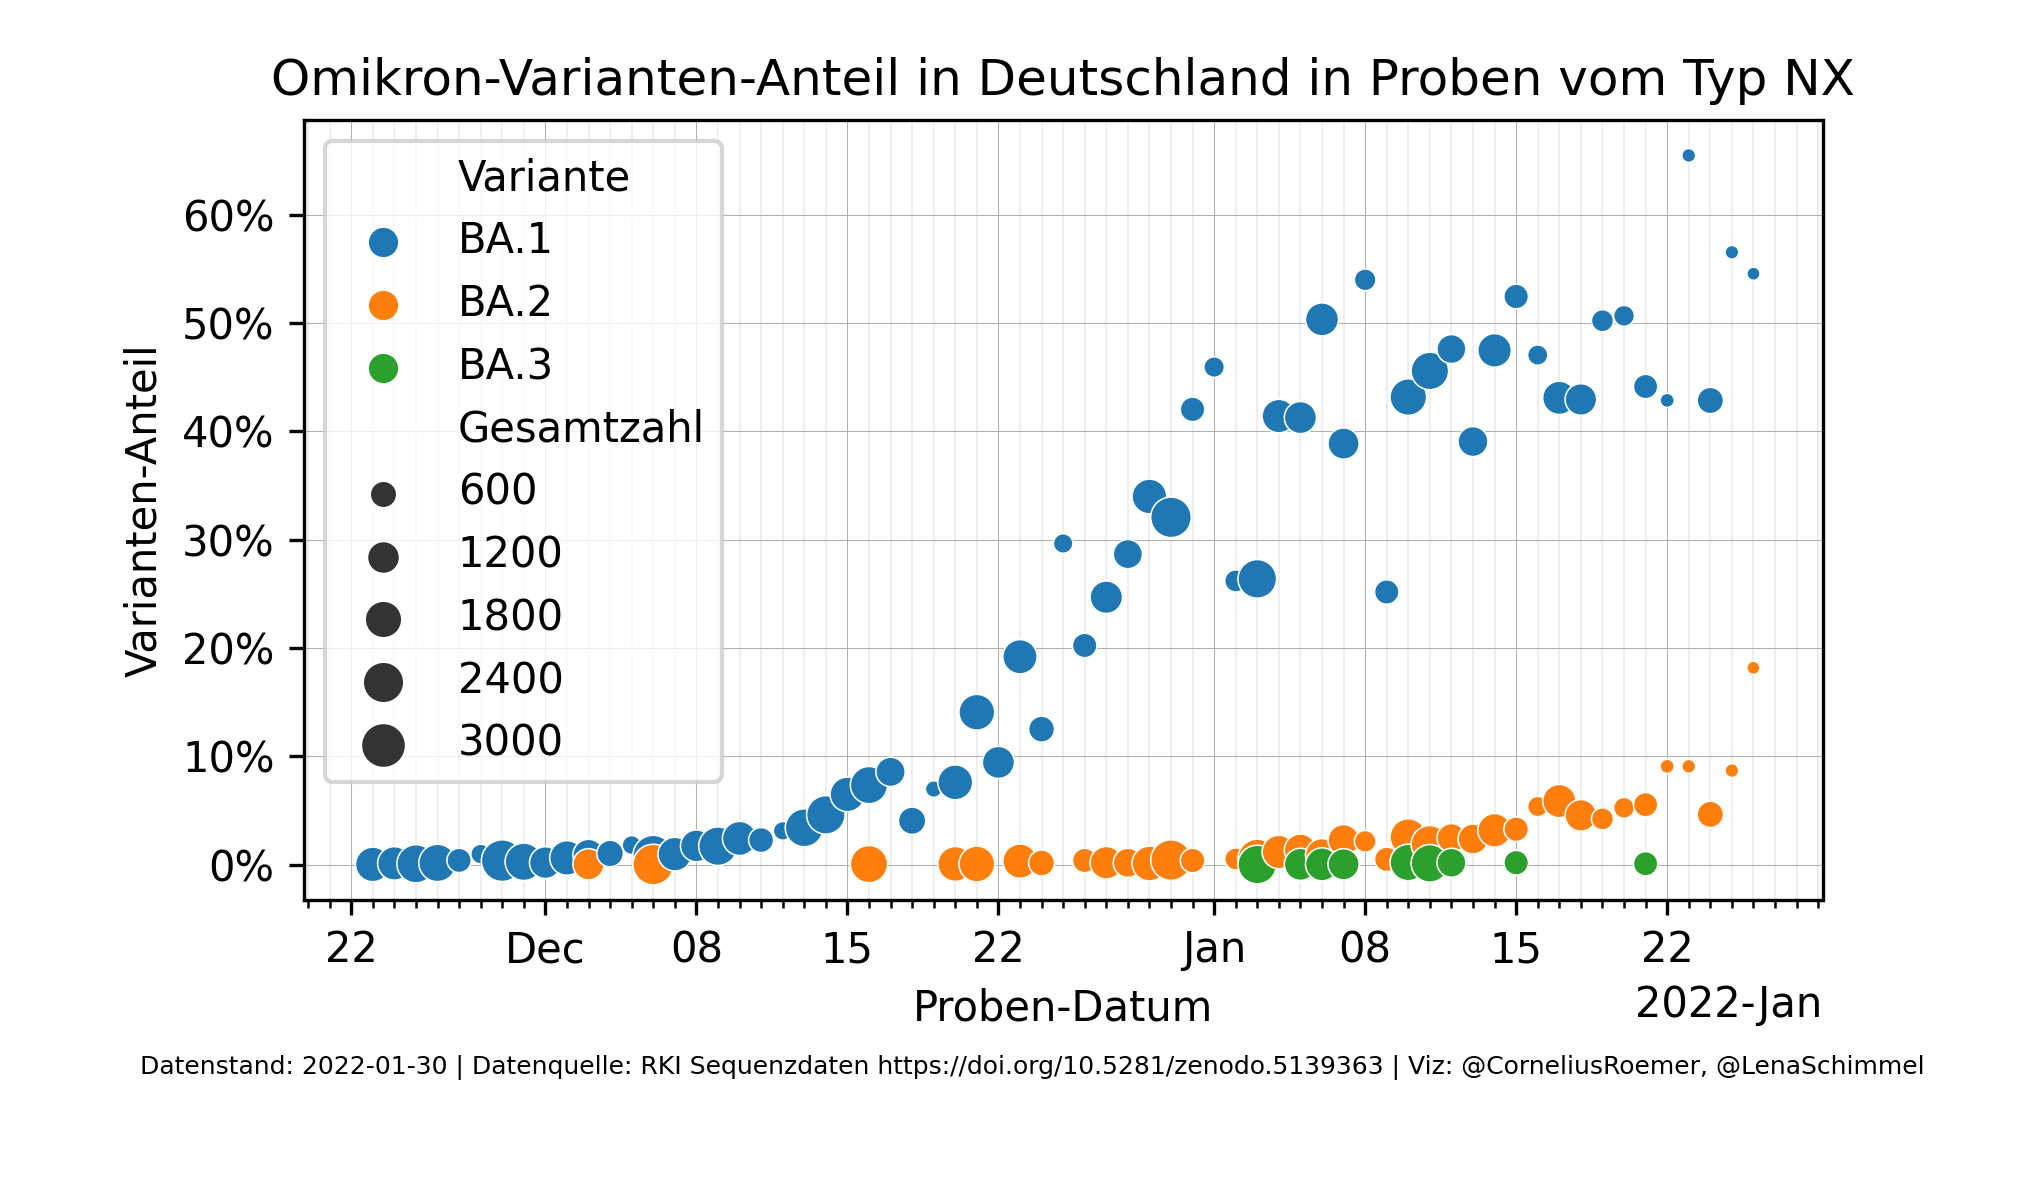 Omikron-Varianten-Anteil in Deutschland in Proben vom Typ NX
Varianten-Anteil
60%
50%
40%
30%
20%
10%
0%
Variante
BA.1
BA.2
BA.3
Gesamtzahl
600
1200
1800
2400
3000
22 Dec 08 15 22 Jan 08 15 22
Proben-Datum
2022-Jan
Datenstand: 2022-01-30 | Datenquelle: RKI Sequenzdaten https://doi.org/10.5281/zenodo.5139363 | Viz: @CorneliusRoemer, @LenaSchimmel